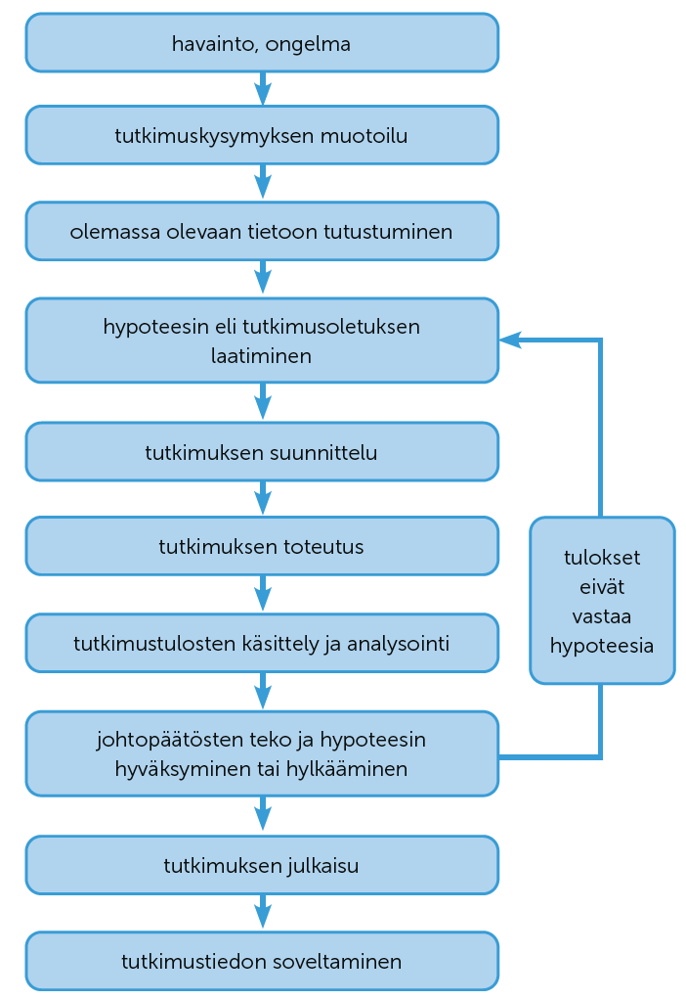 havainto, ongelma
tutkimuskysymyksen muotoilu
olemassa olevaan tietoon tutustuminen
hypoteesin eli tutkimusoletuksen
laatiminen
tutkimuksen suunnittelu
tutkimuksen toteutus
tutkimustulosten käsittely ja analysointi
johtopäätösten teko ja hypoteesin
hyväksyminen tai hylkääminen
tutkimuksen julkaisu
tutkimustiedon soveltaminen
tulokset
eivät
vastaa
hypoteesia